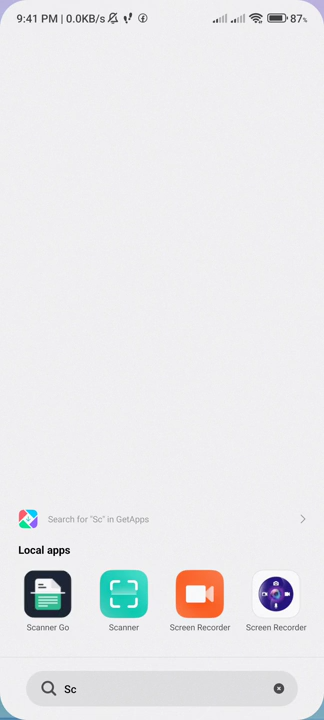 9:41 PM | 0.0KB/s 87%
Search for "Sc" in GetApps
Local apps
Scanner Go Scanner Screen Recorder Screen Recorder
Sc